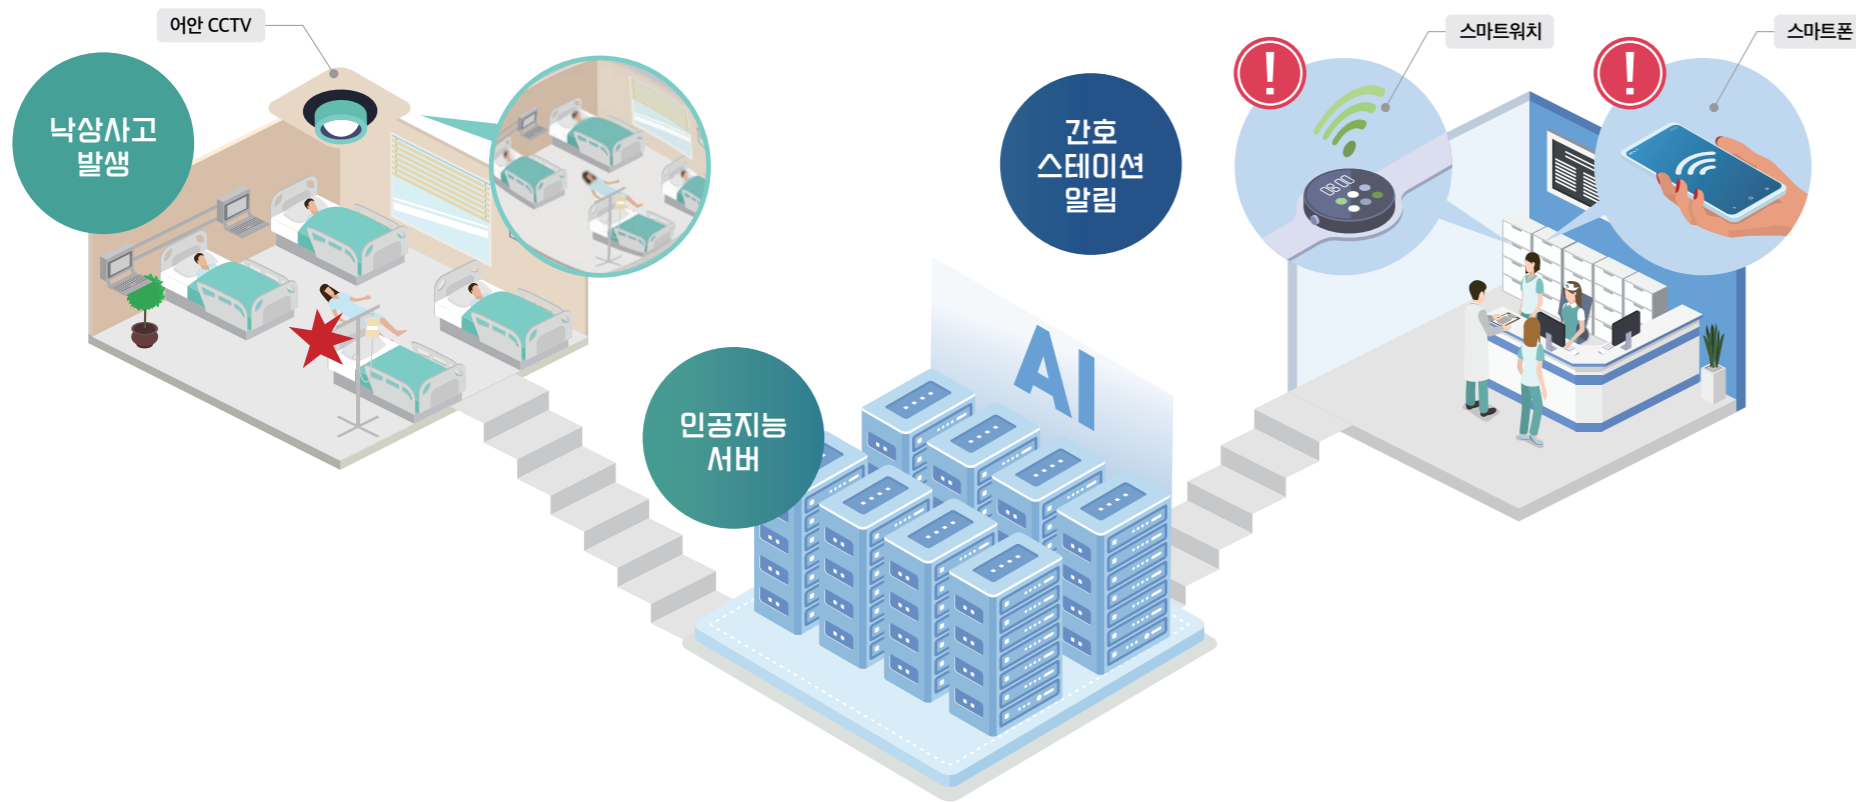 어안 CCTV
낙상사고
발생
인공지능
서버
AI
간호
스테이션
알림
!
스마트워치
08:00
!
스마트폰